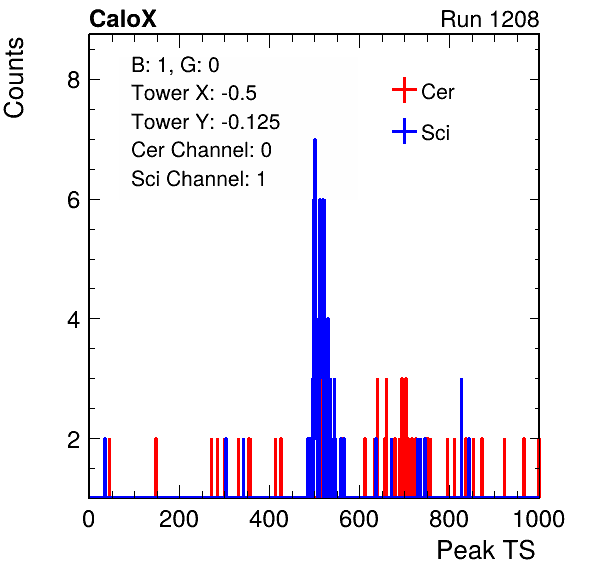 CaloX Run 1208
Counts
B: 1, G: 0
Tower X: -0.5
Tower Y: -0.125
Cer Channel: 0
Sci Channel: 1
Cer
Sci
8
6
4
2
0 200 400 600 800 1000
Peak TS